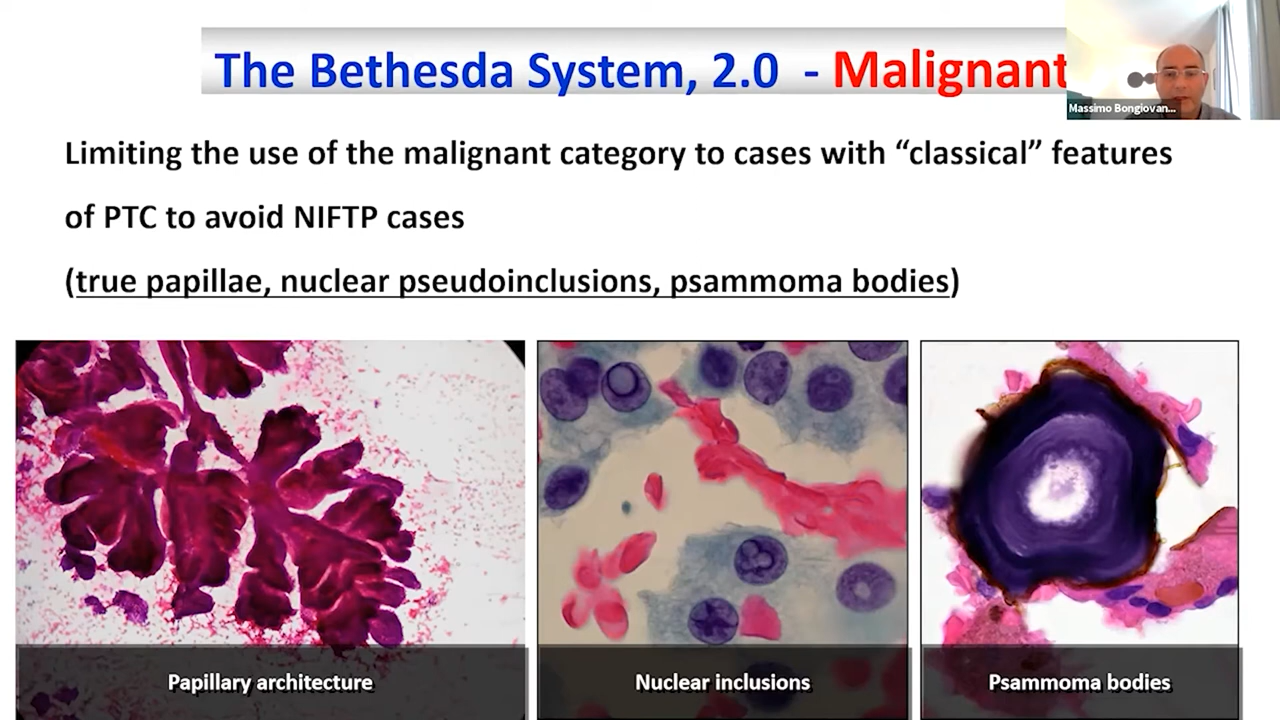 The Bethesda System, 2.0 - Malignant
Massimo Bongiovan...
Limiting the use of the malignant category to cases with “classical” features
of PTC to avoid NIFTP cases
(true papillae, nuclear pseudoinclusions, psammoma bodies)
Papillary architecture
Nuclear inclusions
Psammoma bodies